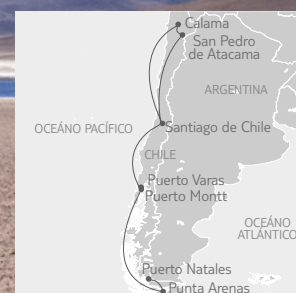 Calama
San Pedro
de Atacama
ARGENTINA
OCEÁNO PACÍFICO
Santiago de Chile
CHILE
Puerto Varas
Puerto Montt
OCEÁNO
ATLÁNTICO
Puerto Natales
Punta Arenas